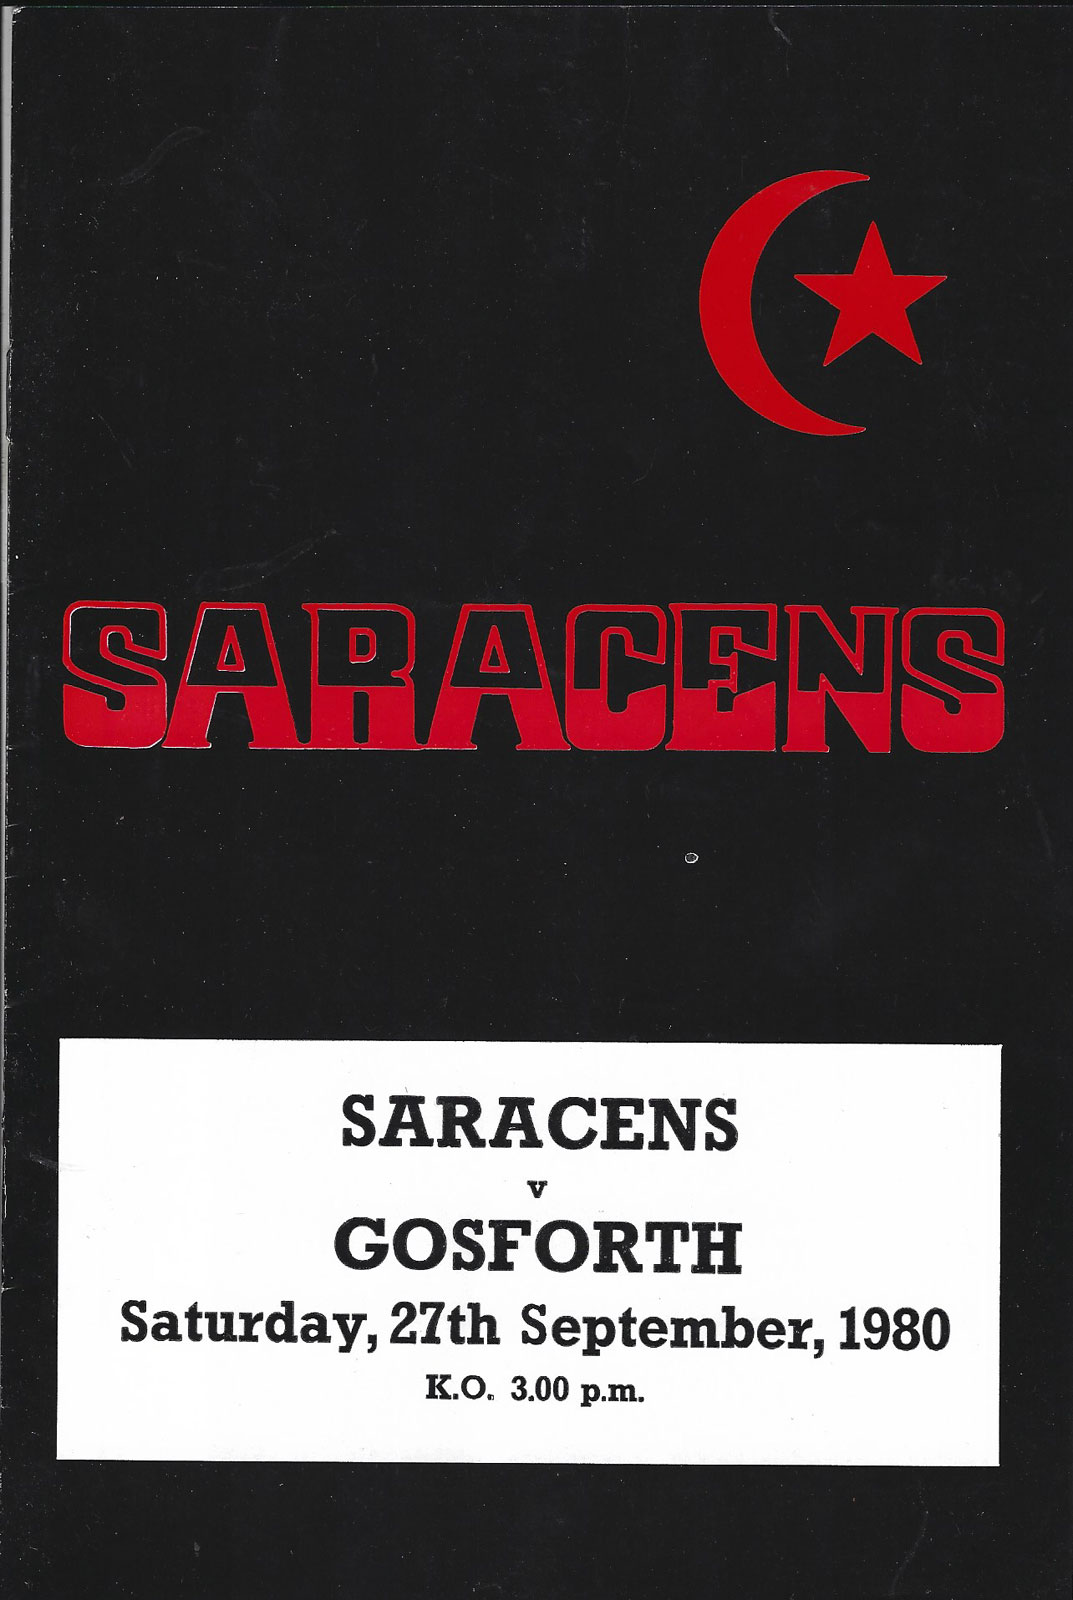 SARACENS
SARACENS
v
GOSFORTH
Saturday, 27th September, 1980
K.O. 3.00 p.m.